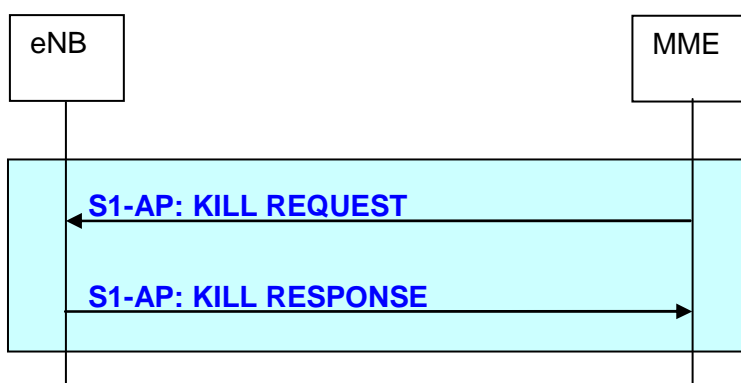 eNB
MME
S1-AP: KILL REQUEST
S1-AP: KILL RESPONSE